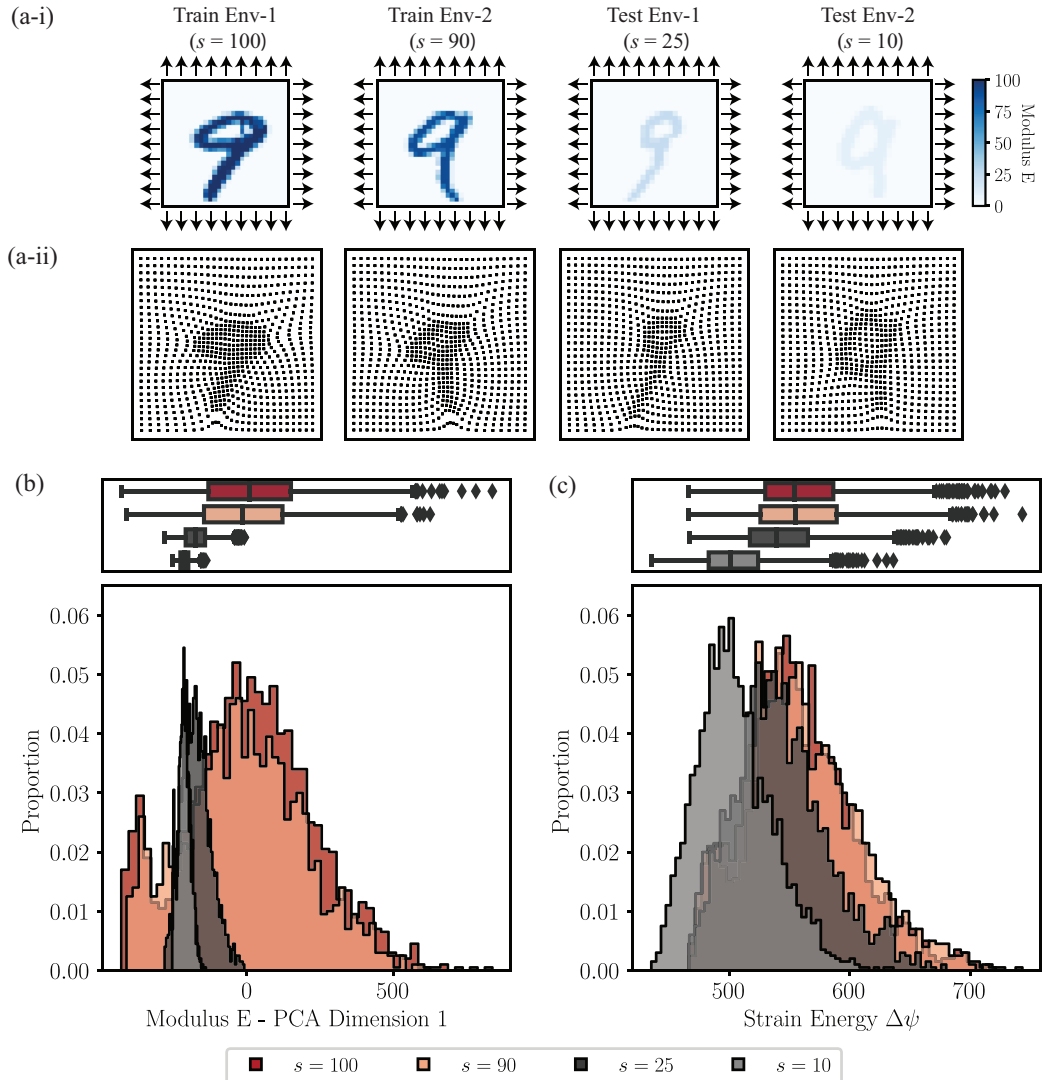 (a-i)
Train Env-1
(s = 100)
Train Env-2
(s = 90)
Test Env-1
(s = 25)
Test Env-2
(s = 10)
100
75
50
25
0
Modulus E
(a-ii)
(b)
(c)
0.06
0.05
0.04
0.03
0.02
0.01
0.00
Proportion
0
500
Modulus E - PCA Dimension 1
0.06
0.05
0.04
0.03
0.02
0.01
0.00
Proportion
500
600
700
Strain Energy Δψ
s = 100
s = 90
s = 25
s = 10